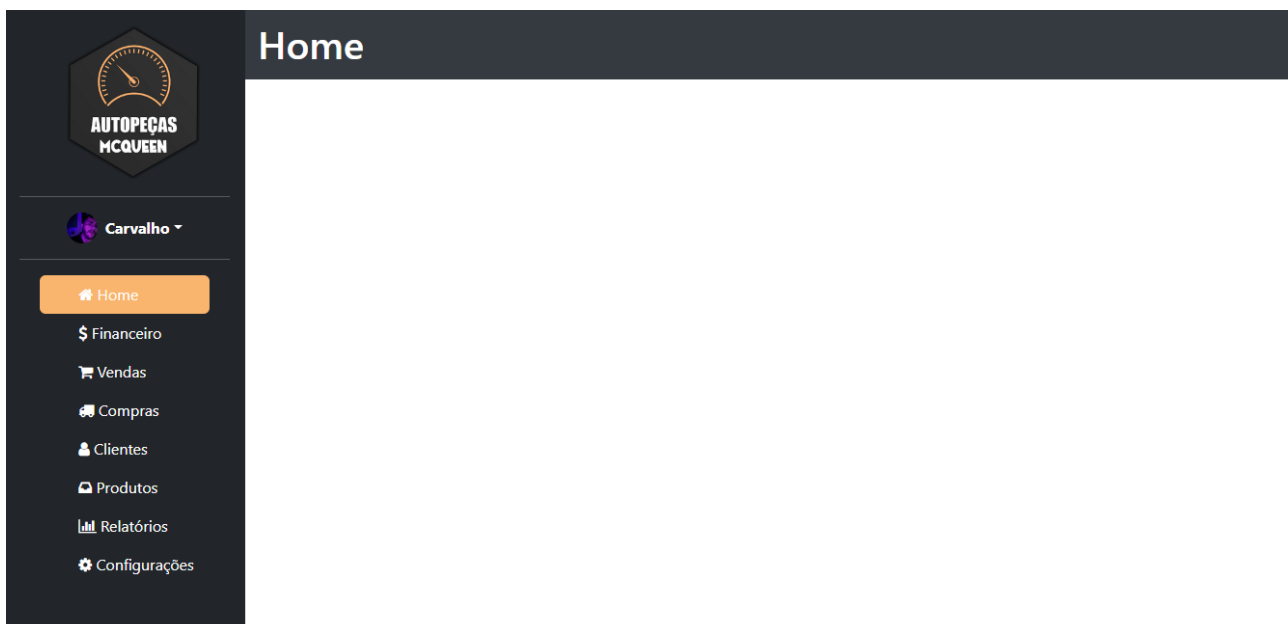 AUTOPEÇAS
MCQUEEN
Home
Carvalho
Home
Financeiro
Vendas
Compras
Clientes
Produtos
Relatórios
Configurações